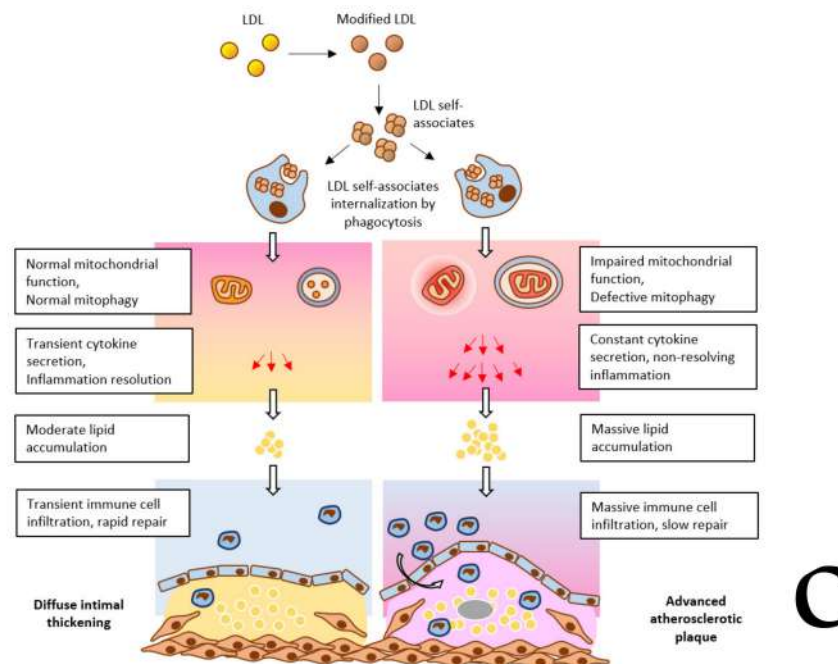 LDL
Modified LDL
LDL self-
associates
LDL self-associates
internalization by
phagocytosis
Normal mitochondrial
function,
Normal mitophagy
Impaired mitochondrial
function,
Defective mitophagy
Transient cytokine
secretion,
Inflammation resolution
Constant cytokine
secretion, non-resolving
inflammation
Moderate lipid
accumulation
Massive lipid
accumulation
Transient immune cell
infiltration, rapid repair
Massive immune cell
infiltration, slow repair
Diffuse intimal
thickening
Advanced
atherosclerotic
plaque